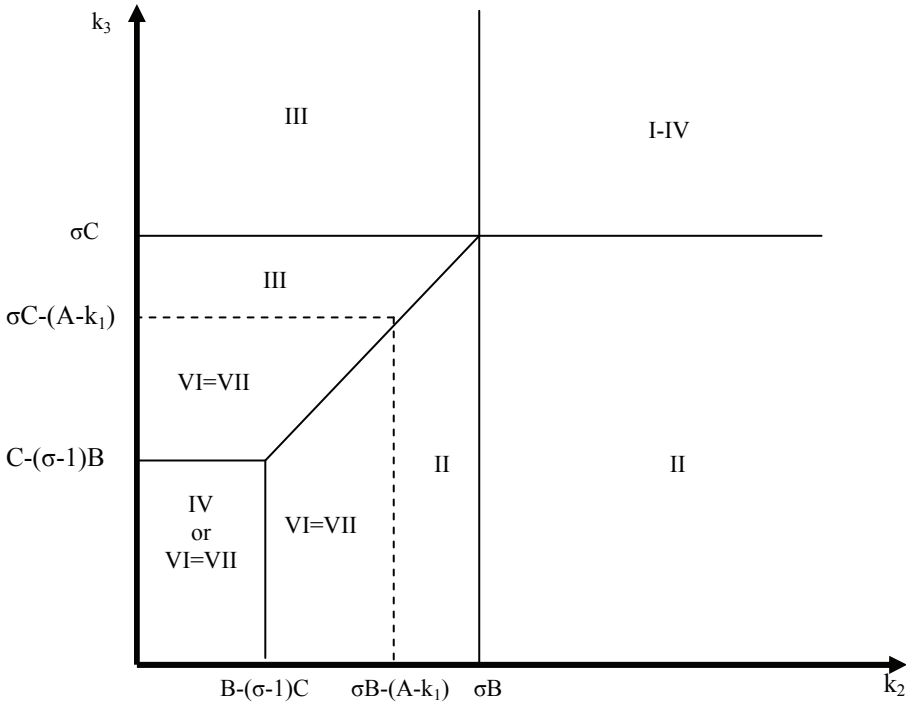 k₃
III
I-IV
σC
III
σC-(A-k₁)
VI=VII
C-(σ-1)B
II
II
IV
or
VI=VII
VI=VII
B-(σ-1)C
σB-(A-k₁)
σB
k₂